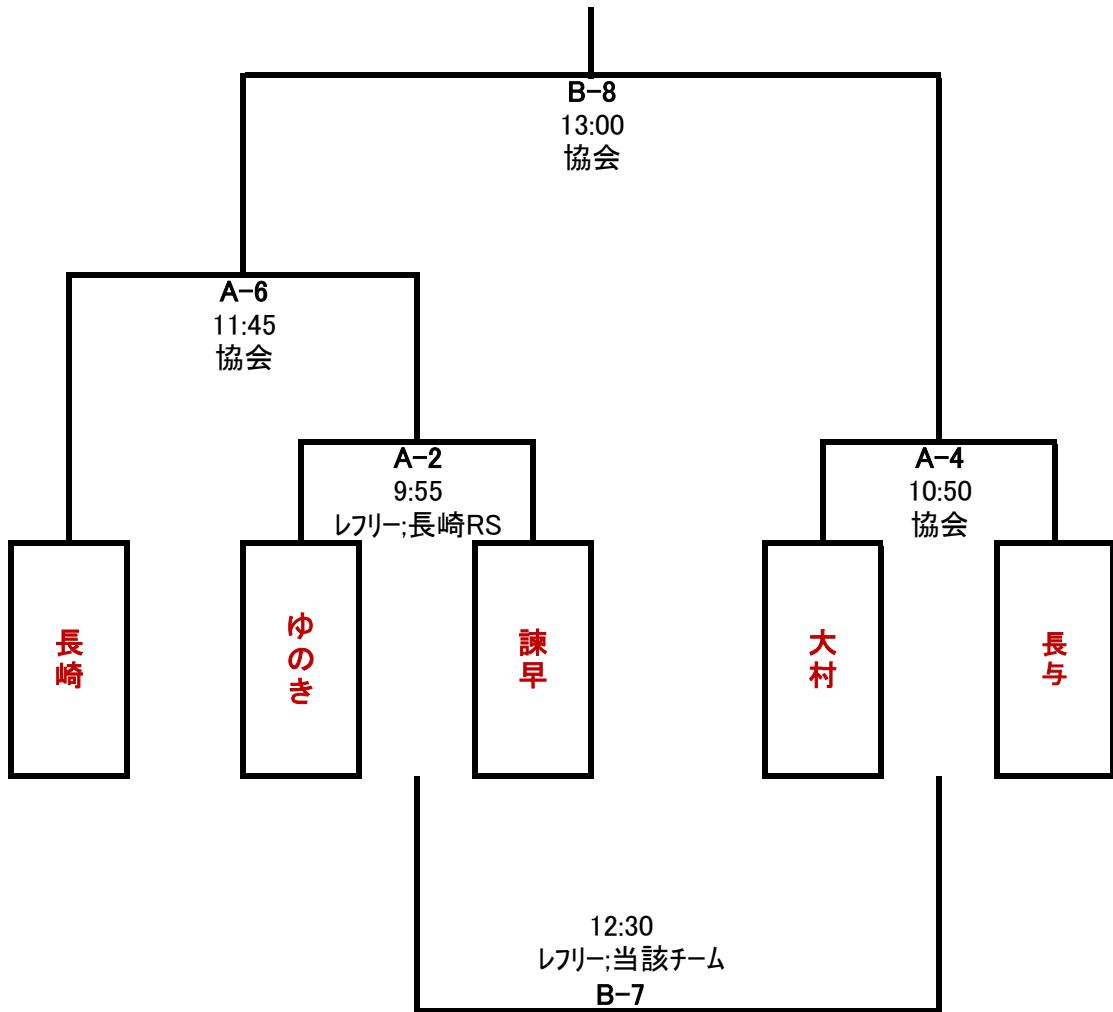 B-8
13:00
協会
A-6
11:45
協会
A-2
9:55
レフリー;長崎RS
A-4
10:50
協会
長崎
ゆのき
諫早
大村
長与
12:30
レフリー;当該チーム
B-7